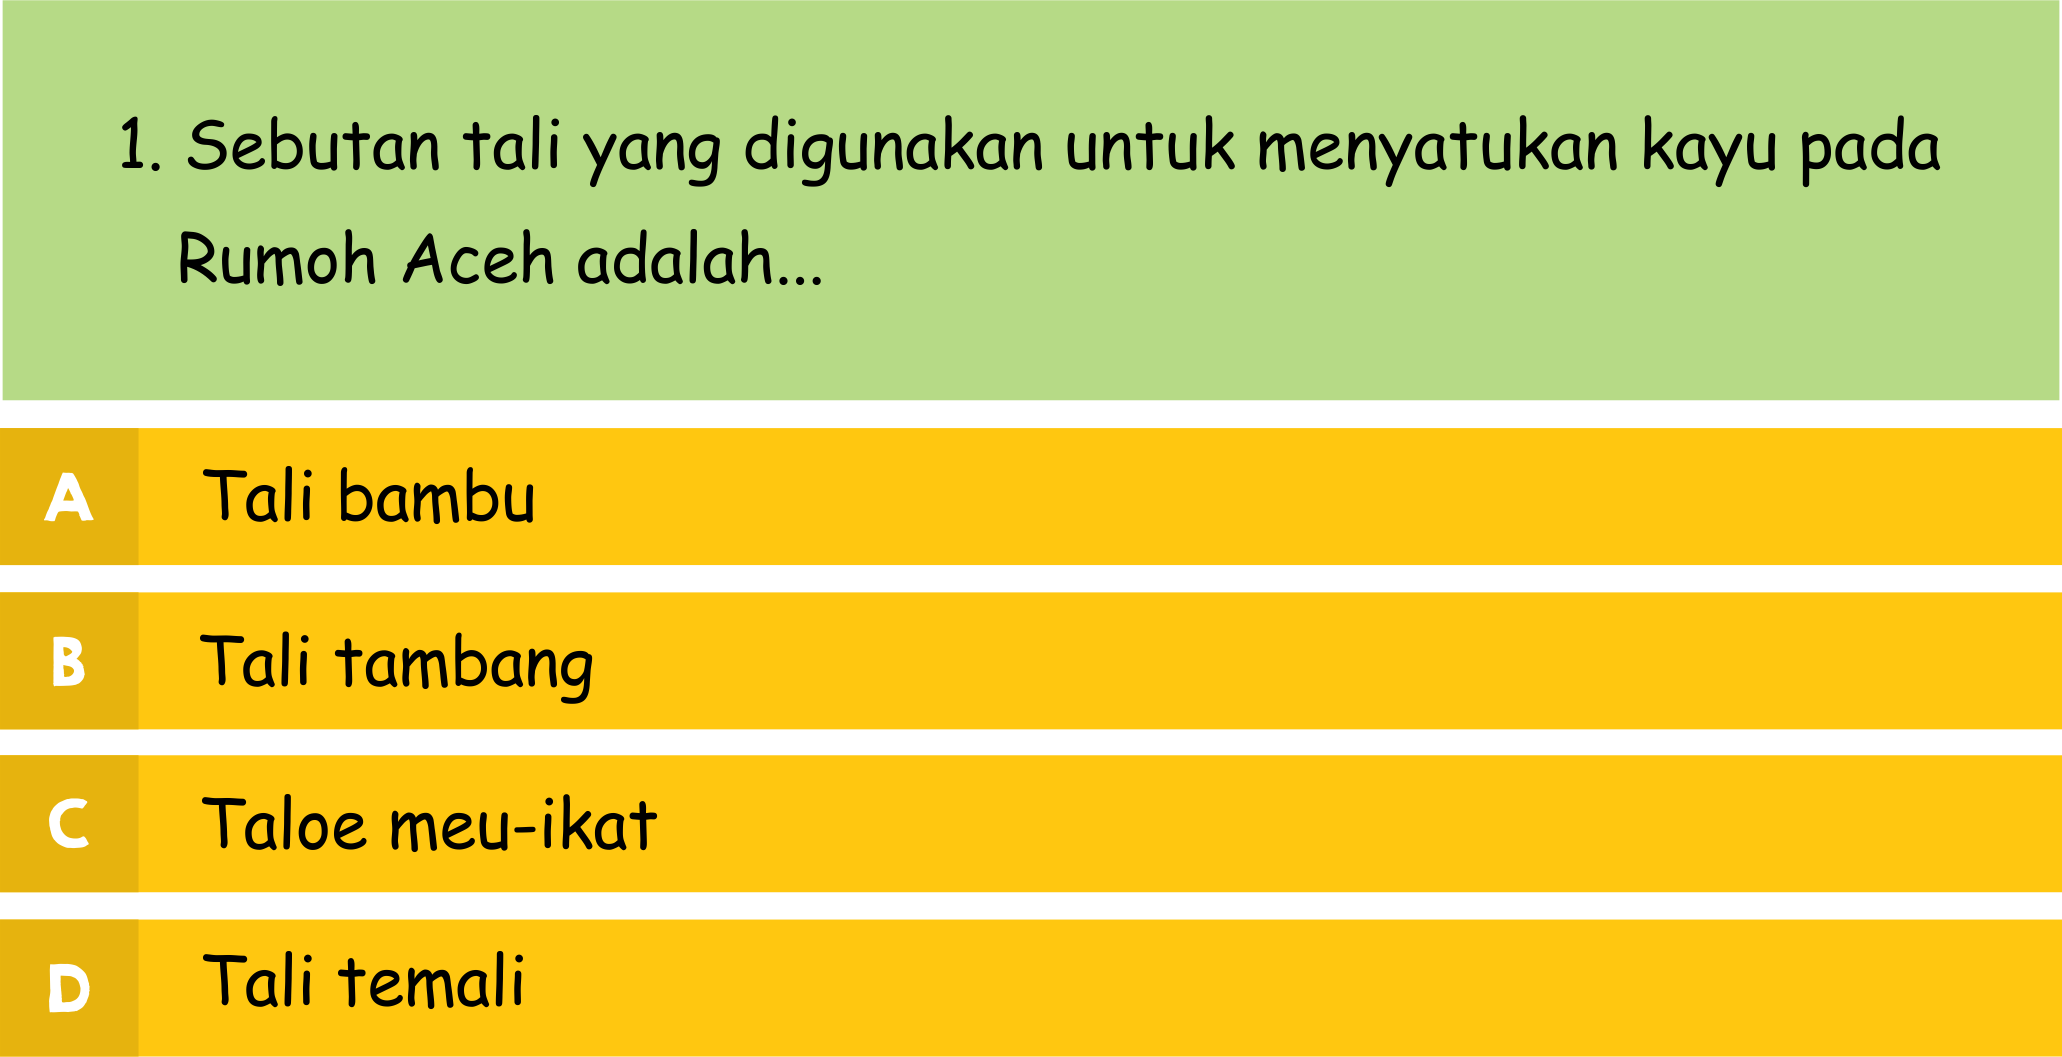 1. Sebutan tali yang digunakan untuk menyatukan kayu pada
Rumoh Aceh adalah...
A Tali bambu
B Tali tambang
C Taloe meu-ikat
D Tali temali